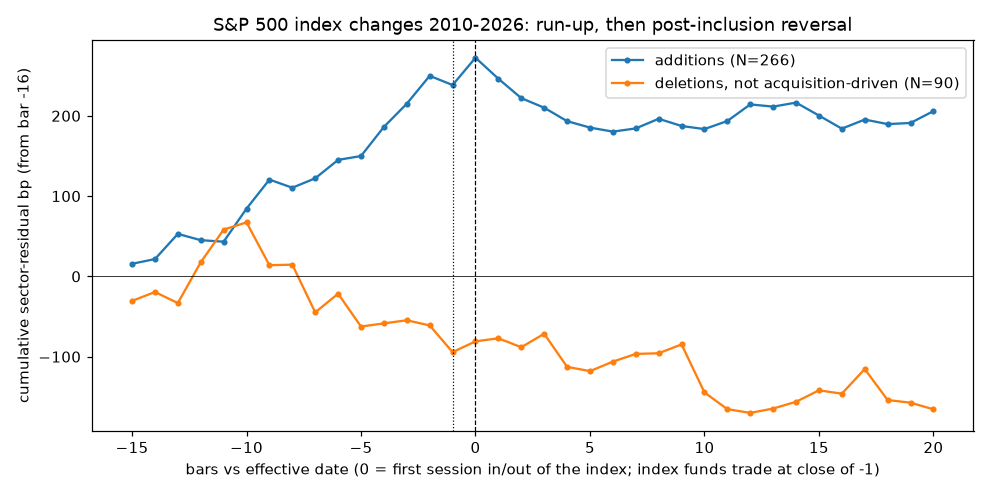 S&P 500 index changes 2010-2026: run-up, then post-inclusion reversal
additions (N=266)
deletions, not acquisition-driven (N=90)
cumulative sector-residual bp (from bar -16)
200
100
0
−100
−15
−10
−5
0
5
10
15
20
bars vs effective date (0 = first session in/out of the index; index funds trade at close of -1)